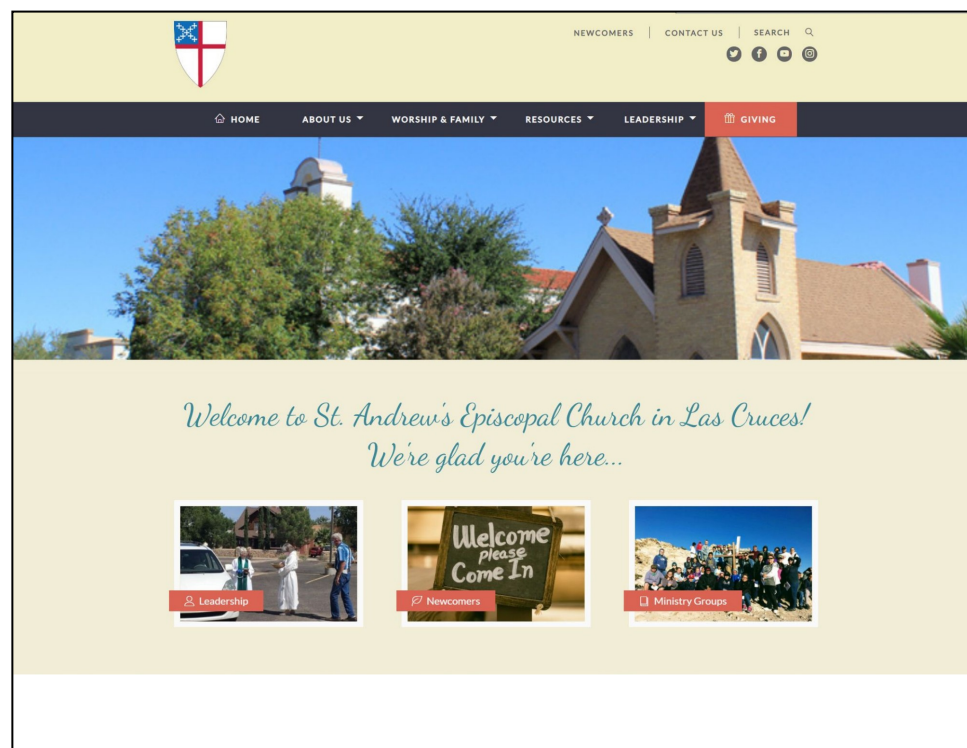 NEWCOMERS | CONTACT US | SEARCH
HOME ABOUT US WORSHIP & FAMILY RESOURCES LEADERSHIP GIVING
Welcome to St. Andrew's Episcopal Church in Las Cruces!
We're glad you're here...
Welcome
please
Come In
Leadership
Newcomers
Ministry Groups